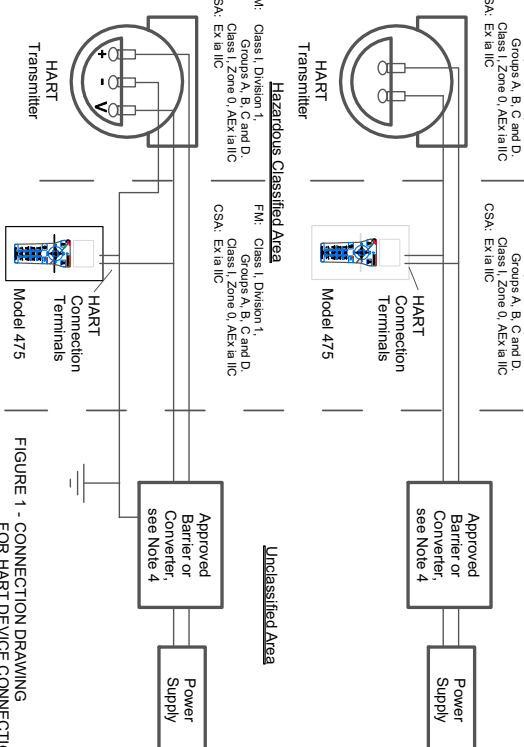 Groups A, B, C and D.
Class I, Zone 0, AEx ia IIC
SA: Ex ia IIC
Groups A, B, C and D.
Class I, Zone 0, AEx ia IIC
CSA: Ex ia IIC
HART
Connection
Terminals
Model 475
Approved
Barrier or
Converter,
see Note 4
Power
Supply
HART
Transmitter
Hazardous Classified Area
Unclassified Area
M: Class I, Division 1,
Groups A, B, C and D.
Class I, Zone 0, AEx ia IIC
SA: Ex ia IIC
FM: Class I, Division 1,
Groups A, B, C and D.
Class I, Zone 0, AEx ia IIC
CSA: Ex ia IIC
+ - V
HART
Connection
Terminals
Model 475
Approved
Barrier or
Converter,
see Note 4
Power
Supply
HART
Transmitter
FIGURE 1 - CONNECTION DRAWING
FOR HART DEVICE CONNECTIO